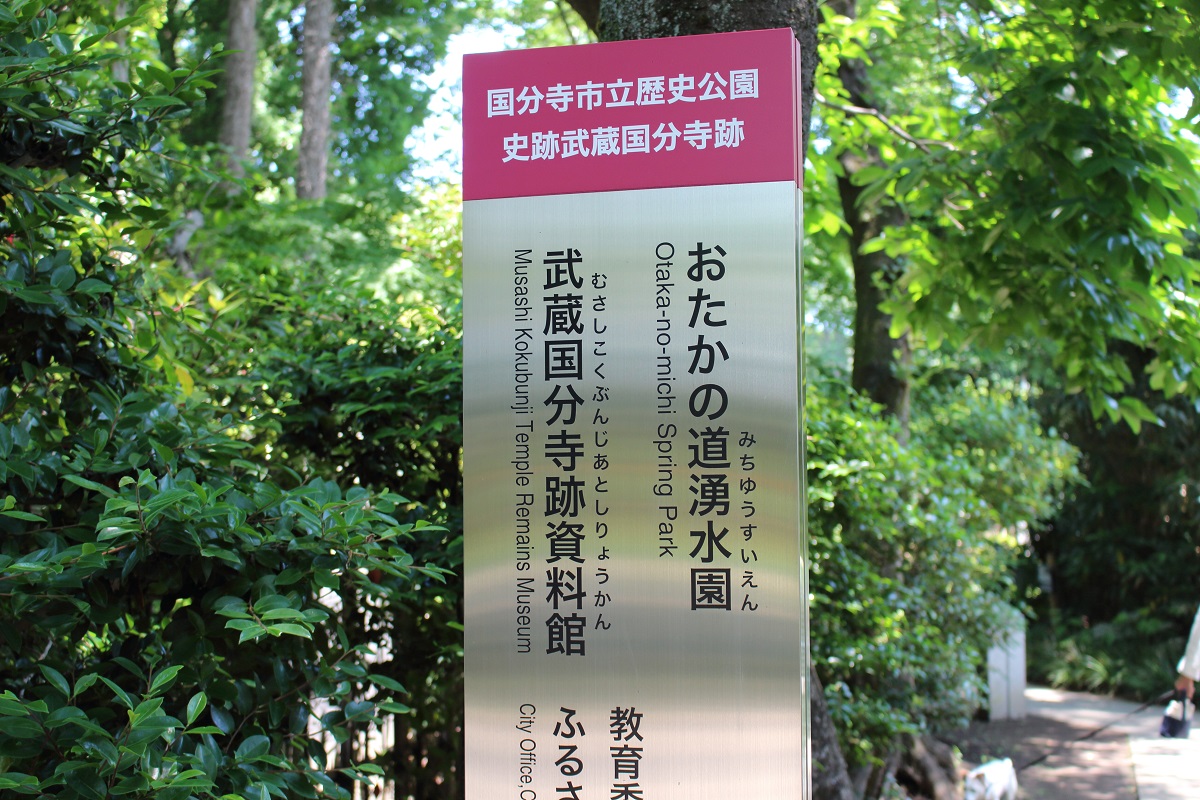 国分寺市立歴史公園
史跡武蔵国分寺跡
おたかの道湧水園
みちゆうすいえん
Otaka-no-michi Spring Park
武蔵国分寺跡資料館
むさしこくぶんじあとしりょうかん
Musashi Kokubunji Temple Remains Museum
教育委
ふるさ
City Office, C